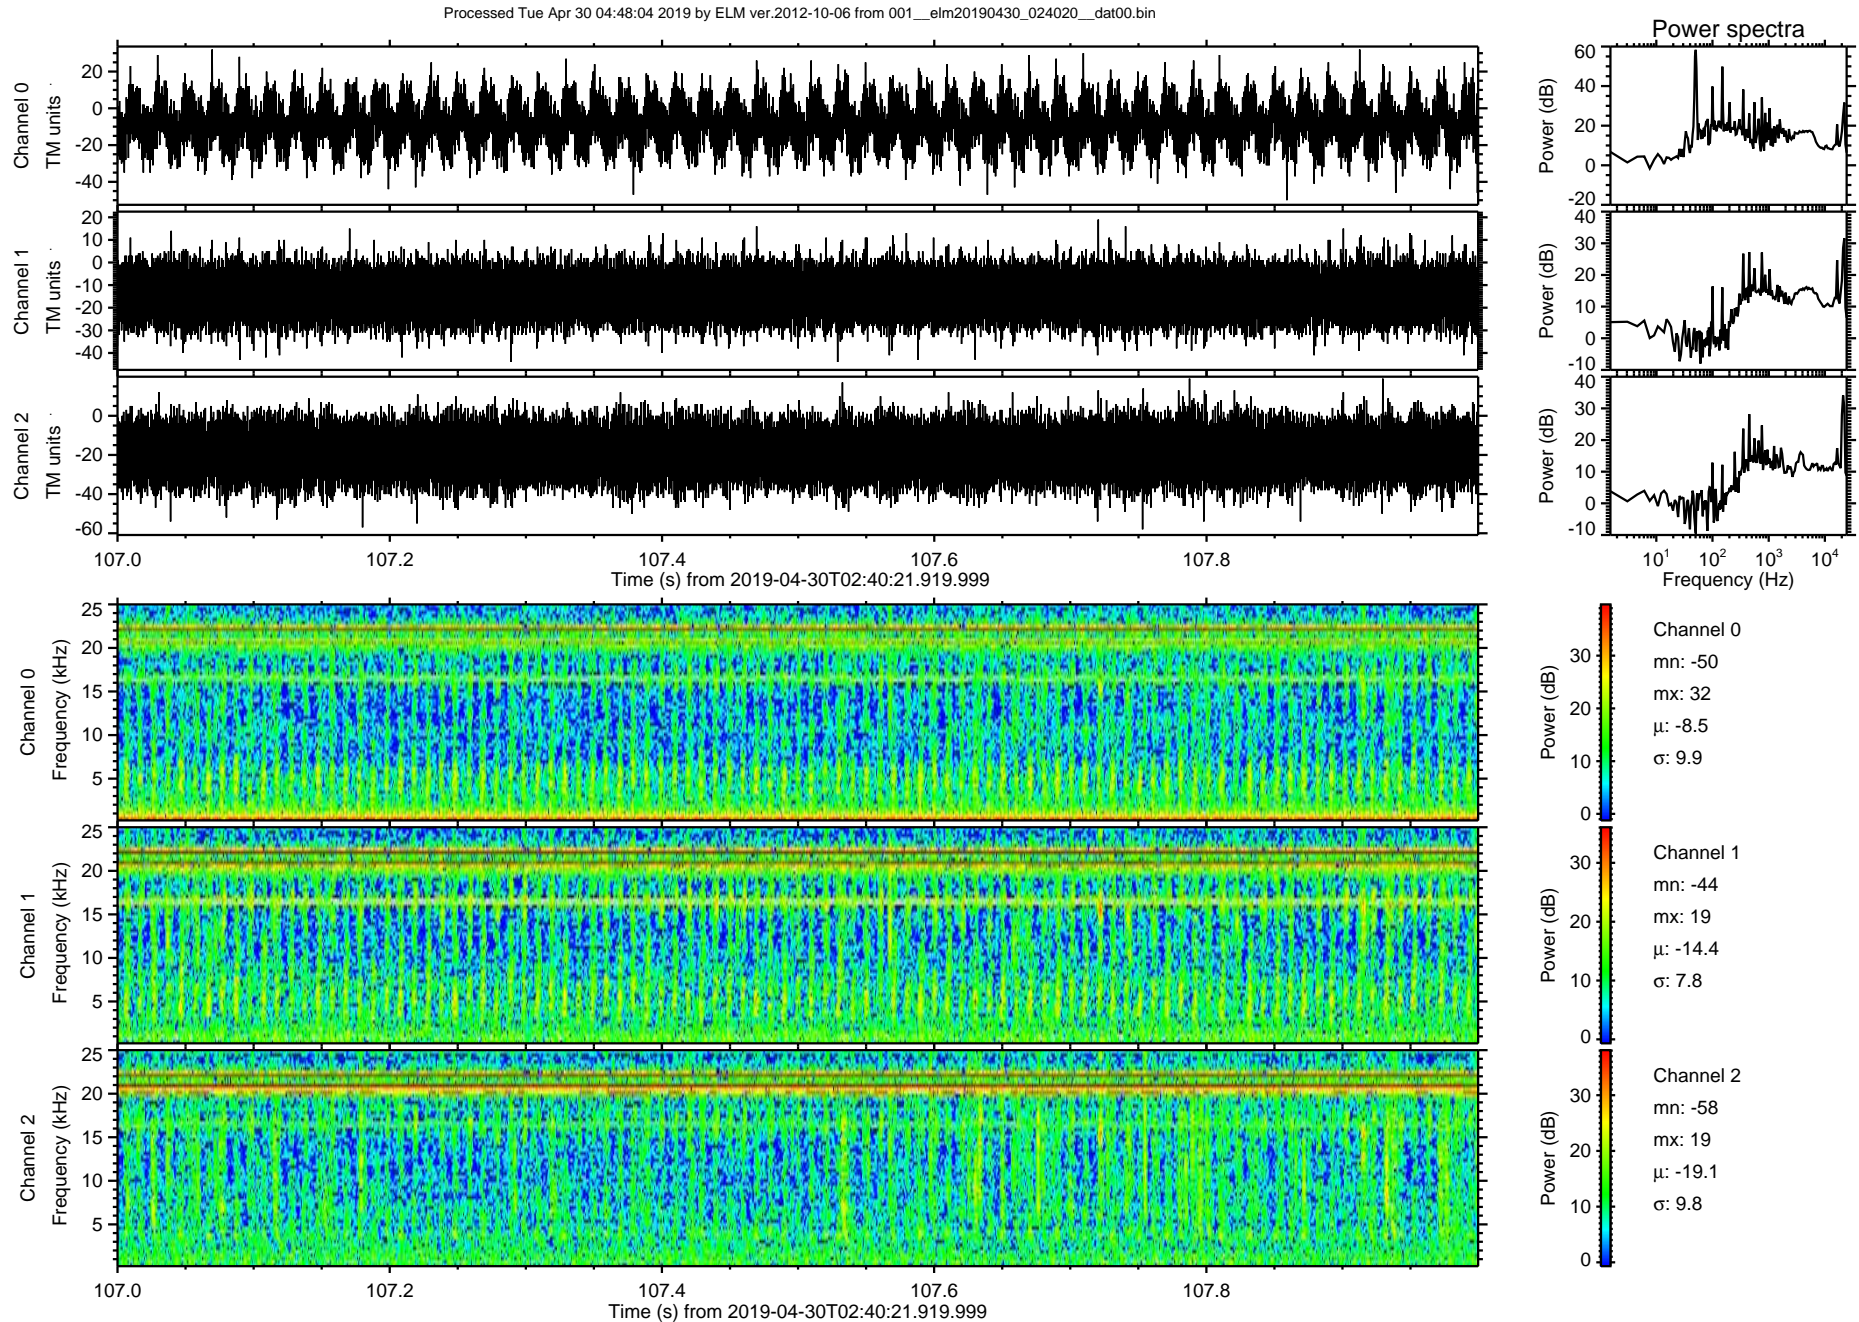 Processed Tue Apr 30 04:48:04 2019 by ELM ver.2012-10-06 from 001__elm20190430_024020__dat00.bin
Power spectra
Channel 0
TM units
20
0
-20
-40
Power (dB)
60
40
20
0
-20
Channel 1
TM units
20
10
0
-10
-20
-30
-40
Power (dB)
40
30
20
10
0
-10
Channel 2
TM units
0
-20
-40
-60
Power (dB)
40
30
20
10
0
-10
107.0 107.2 107.4 107.6 107.8
Time (s) from 2019-04-30T02:40:21.919.999
10^1 10^2 10^3 10^4
Frequency (Hz)
Channel 0
Frequency (kHz)
25
20
15
10
5
Power (dB)
30
20
10
0
Channel 0
mn: -50
mx: 32
μ: -8.5
σ: 9.9
Channel 1
Frequency (kHz)
25
20
15
10
5
Power (dB)
30
20
10
0
Channel 1
mn: -44
mx: 19
μ: -14.4
σ: 7.8
Channel 2
Frequency (kHz)
25
20
15
10
5
Power (dB)
30
20
10
0
Channel 2
mn: -58
mx: 19
μ: -19.1
σ: 9.8
107.0 107.2 107.4 107.6 107.8
Time (s) from 2019-04-30T02:40:21.919.999